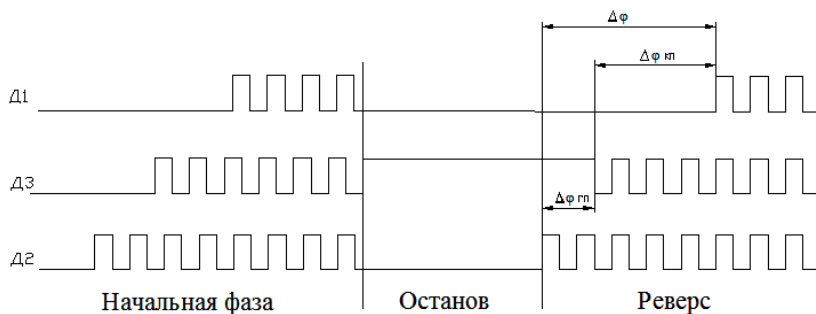 Δφ
Δφ кп
Д1
Д3
Δφ гп
Д2
Начальная фаза Останов Реверс